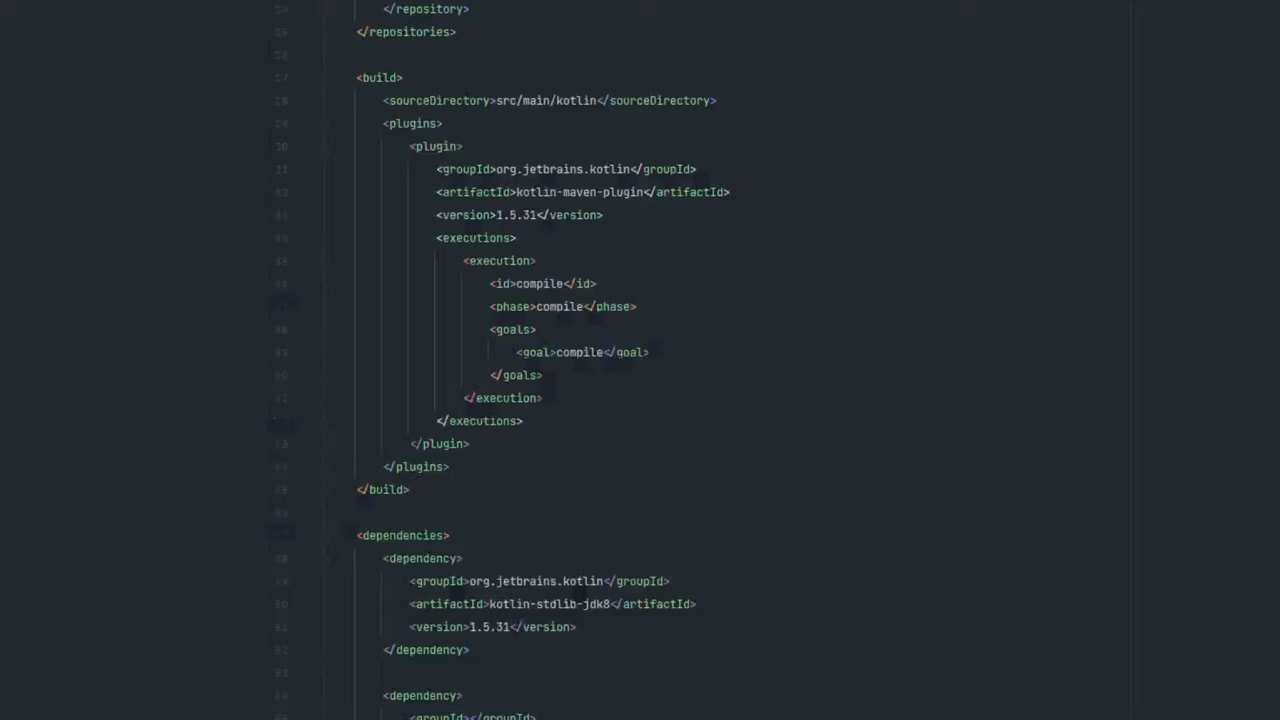 </repository>
</repositories>
<build>
<sourceDirectory>src/main/kotlin</sourceDirectory>
<plugins>
<plugin>
<groupId>org.jetbrains.kotlin</groupId>
<artifactId>kotlin-maven-plugin</artifactId>
<version>1.5.31</version>
<executions>
<execution>
<id>compile</id>
<phase>compile</phase>
<goals>
<goal>compile</goal>
</goals>
</execution>
</executions>
</plugin>
</plugins>
</build>
<dependencies>
<dependency>
<groupId>org.jetbrains.kotlin</groupId>
<artifactId>kotlin-stdlib-jdk8</artifactId>
<version>1.5.31</version>
</dependency>
<dependency>
<groupId></groupId>